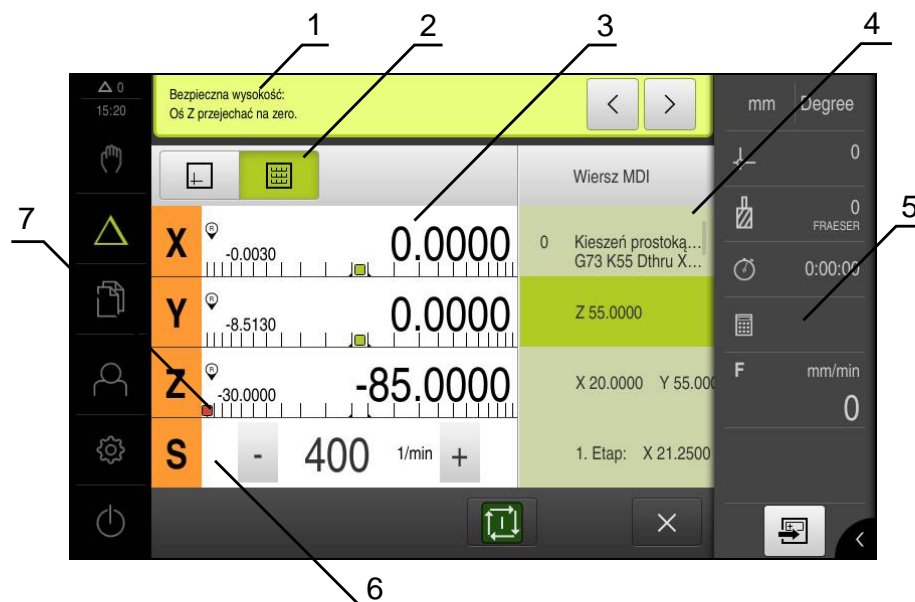 1
2
3
4
0
15:20
Bezpieczna wysokość:
Oś Z przejechać na zero.
mm
Degree
Wiersz MDI
0
7
5
X
R
-0.0030
0.0000
0 Kieszeń prostoką...
G73 K55 Dthru X...
0
FRAESER
0:00:00
Y
R
-8.5130
0.0000
Z 55.0000
Z
R
-30.0000
-85.0000
X 20.0000 Y 55.000
F
mm/min
0
S
-
400
1/min
+
1. Etap: X 21.2500
6